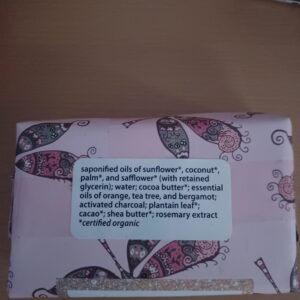 saponified oils of sunflower*, coconut*,
palm*, and safflower* (with retained
glycerin); water; cocoa butter*; essential
oils of orange, tea tree, and bergamot;
activated charcoal; plantain leaf*;
cacao*; shea butter*; rosemary extract
*certified organic